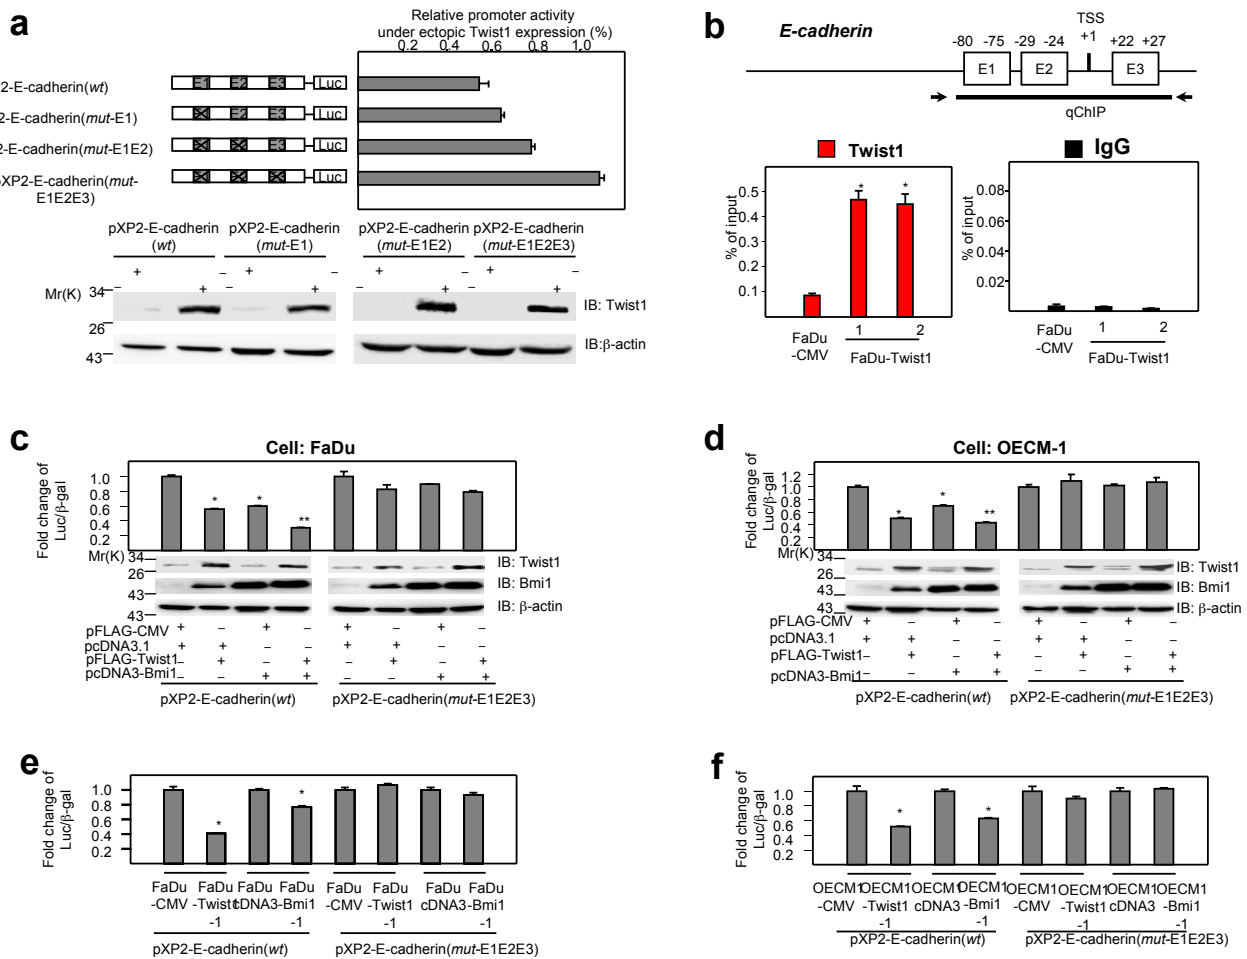 a
Relative promoter activity
under ectopic Twist1 expression (%)
0.2 0.4 0.6 0.8 1.0
P2-E-cadherin(wt) E1 E2 E3 Luc
P2-E-cadherin(mut-E1) E2 E3 Luc
P2-E-cadherin(mut-E1E2) E3 Luc
pXP2-E-cadherin(mut- Luc
E1E2E3)
pXP2-E-cadherin pXP2-E-cadherin pXP2-E-cadherin pXP2-E-cadherin
(wt) (mut-E1) (mut-E1E2) (mut-E1E2E3)
+ – + – + – + –
– + – + – + – +
Mr(K) 34
IB: Twist1
26
IB:β-actin
43
b
E-cadherin
TSS
-80 -75 -29 -24 +1 +22 +27
E1 E2 E3
qChIP
Twist1
% of input
0.5
0.4
0.3
0.2
0.1
* *
FaDu 1 2
-CMV FaDu-Twist1
IgG
% of input
0.08
0.06
0.04
0.02
FaDu 1 2
-CMV FaDu-Twist1
c
Cell: FaDu
Fold change of
Luc/β-gal
1.0
0.8
0.6
0.4
0.2
* * **
Mr(K) 34
IB: Twist1
26
IB: Bmi1
43
IB: β-actin
43
pFLAG-CMV + – + – + – + –
pcDNA3.1 + + – – + + – –
pFLAG-Twist1 – + – + – + – +
pcDNA3-Bmi1 – – + + – – + +
pXP2-E-cadherin(wt) pXP2-E-cadherin(mut-E1E2E3)
d
Cell: OECM-1
Fold change of
Luc/β-gal
1.2
1.0
0.8
0.6
0.4
0.2
* * **
Mr(K) 34
IB: Twist1
26
IB: Bmi1
43
43
IB: β-actin
pFLAG-CMV + – + – + – + –
pcDNA3.1 + + – – + + – –
pFLAG-Twist1 – + – + – + – +
pcDNA3-Bmi1 – – + + – – + +
pXP2-E-cadherin(wt) pXP2-E-cadherin(mut-E1E2E3)
e
Fold change of
Luc/β-gal
1.0
0.8
0.6
0.4
0.2
* *
FaDu FaDu FaDu FaDu FaDu FaDu FaDu FaDu
-CMV -Twist1 cDNA3 -Bmi1 -CMV -Twist1 cDNA3 -Bmi1
-1 -1 -1 -1
pXP2-E-cadherin(wt) pXP2-E-cadherin(mut-E1E2E3)
f
Fold change of
Luc/β-gal
1.0
0.8
0.6
0.4
0.2
* *
OECM1 OECM1 OECM1 OECM1 OECM1 OECM1 OECM1 OECM1
-CMV -Twist1 cDNA3 -Bmi1 -CMV -Twist1 cDNA3 -Bmi1
-1 -1 -1 -1
pXP2-E-cadherin(wt) pXP2-E-cadherin(mut-E1E2E3)